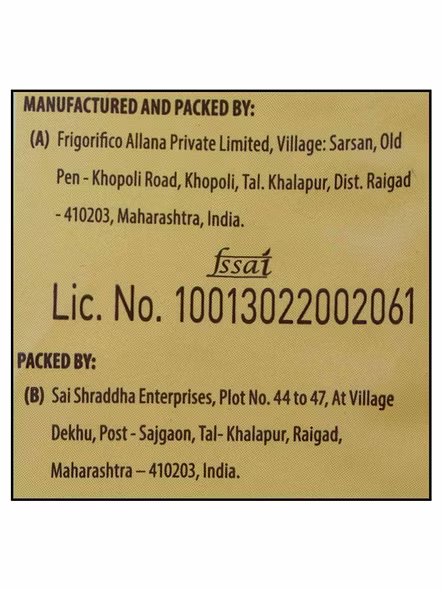 MANUFACTURED AND PACKED BY:
(A) Frigorifico Allana Private Limited, Village: Sarsan, Old
Pen - Khopoli Road, Khopoli, Tal. Khalapur, Dist. Raigad
- 410203, Maharashtra, India.
fssai
Lic. No. 10013022002061
PACKED BY:
(B) Sai Shraddha Enterprises, Plot No. 44 to 47, At Village
Dekhu, Post - Sajgaon, Tal- Khalapur, Raigad,
Maharashtra – 410203, India.